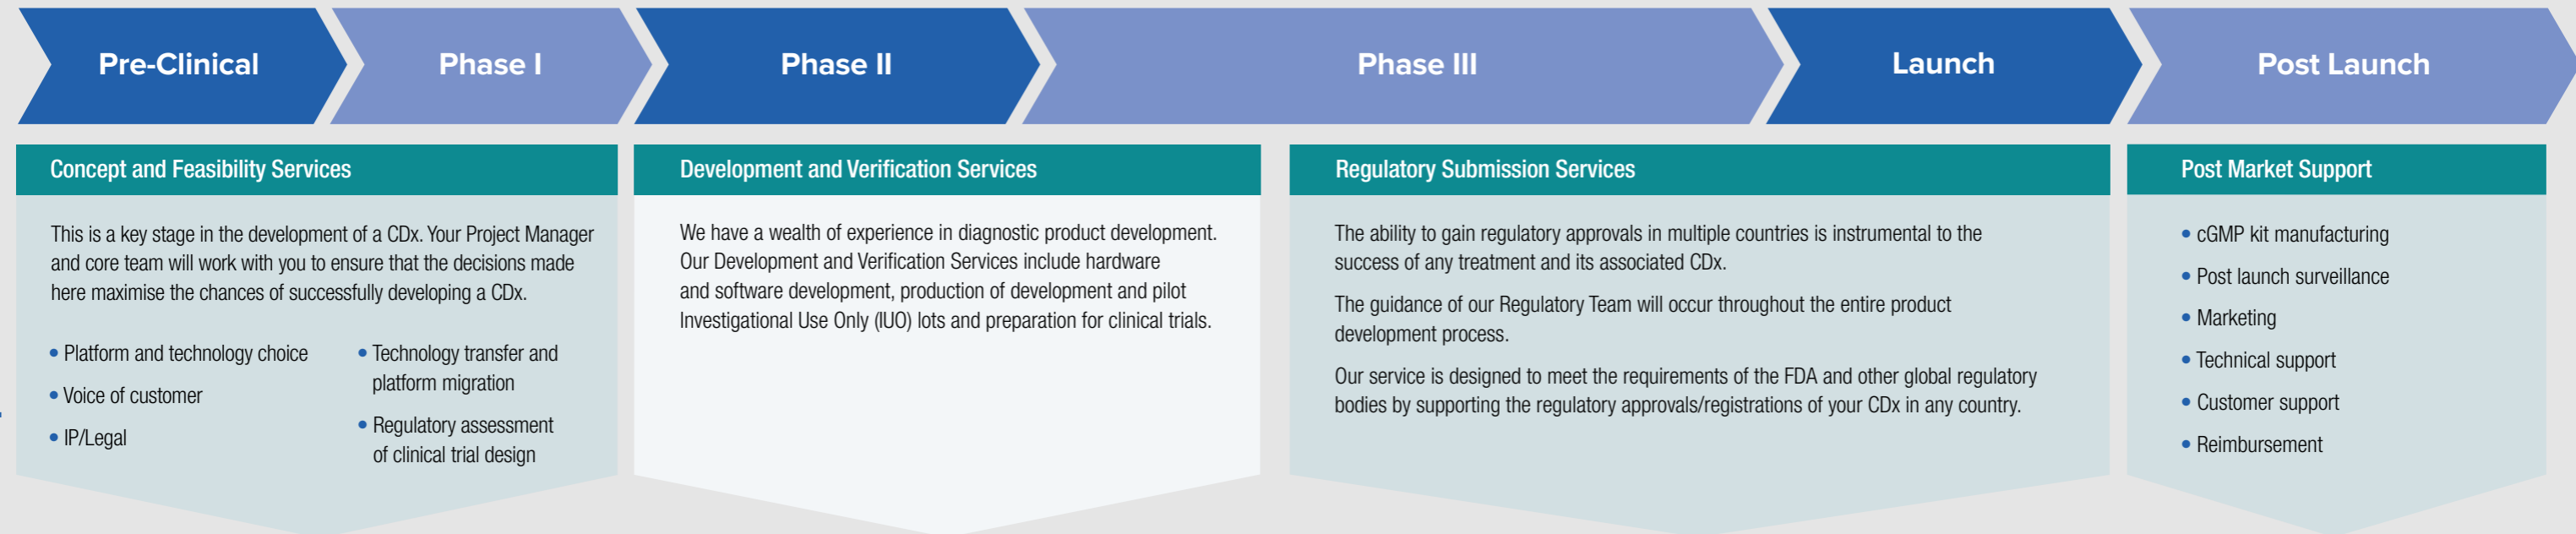 Pre-Clinical
Phase I
Phase II
Phase III
Launch
Post Launch
Concept and Feasibility Services
This is a key stage in the development of a CDx. Your Project Manager
and core team will work with you to ensure that the decisions made
here maximise the chances of successfully developing a CDx.
• Platform and technology choice
• Voice of customer
• IP/Legal
• Technology transfer and
platform migration
• Regulatory assessment
of clinical trial design
Development and Verification Services
We have a wealth of experience in diagnostic product development.
Our Development and Verification Services include hardware
and software development, production of development and pilot
Investigational Use Only (IUO) lots and preparation for clinical trials.
Regulatory Submission Services
The ability to gain regulatory approvals in multiple countries is instrumental to the
success of any treatment and its associated CDx.
The guidance of our Regulatory Team will occur throughout the entire product
development process.
Our service is designed to meet the requirements of the FDA and other global regulatory
bodies by supporting the regulatory approvals/registrations of your CDx in any country.
Post Market Support
• cGMP kit manufacturing
• Post launch surveillance
• Marketing
• Technical support
• Customer support
• Reimbursement